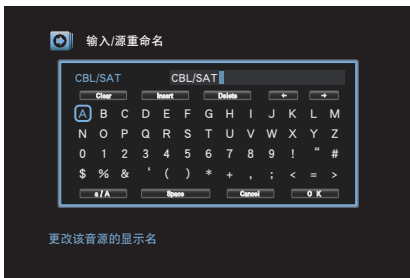 输入/源重命名
CBL/SAT CBL/SAT
Clear Insert Delete ← →
A B C D E F G H I J K L M
N O P Q R S T U V W X Y Z
0 1 2 3 4 5 6 7 8 9 ! “ #
$ % & ‘ ( ) * + , ; < = >
a / A Space Cancel O K
更改该音源的显示名